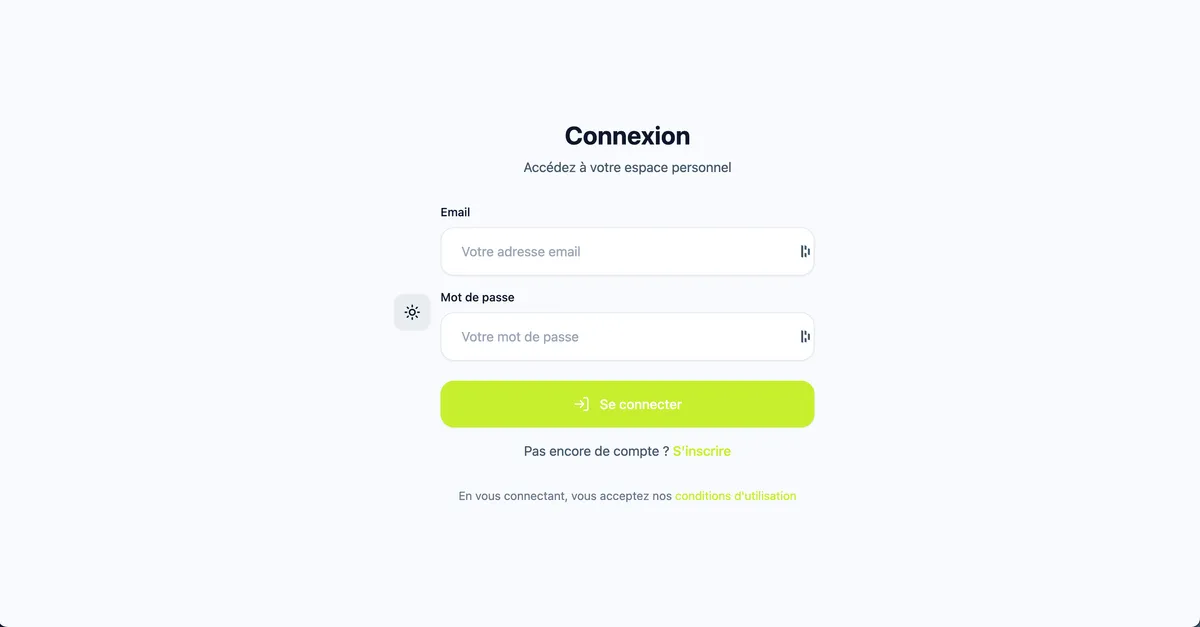 Connexion
Accédez à votre espace personnel
Email
Votre adresse email
Mot de passe
Votre mot de passe
Se connecter
Pas encore de compte ? S'inscrire
En vous connectant, vous acceptez nos conditions d'utilisation